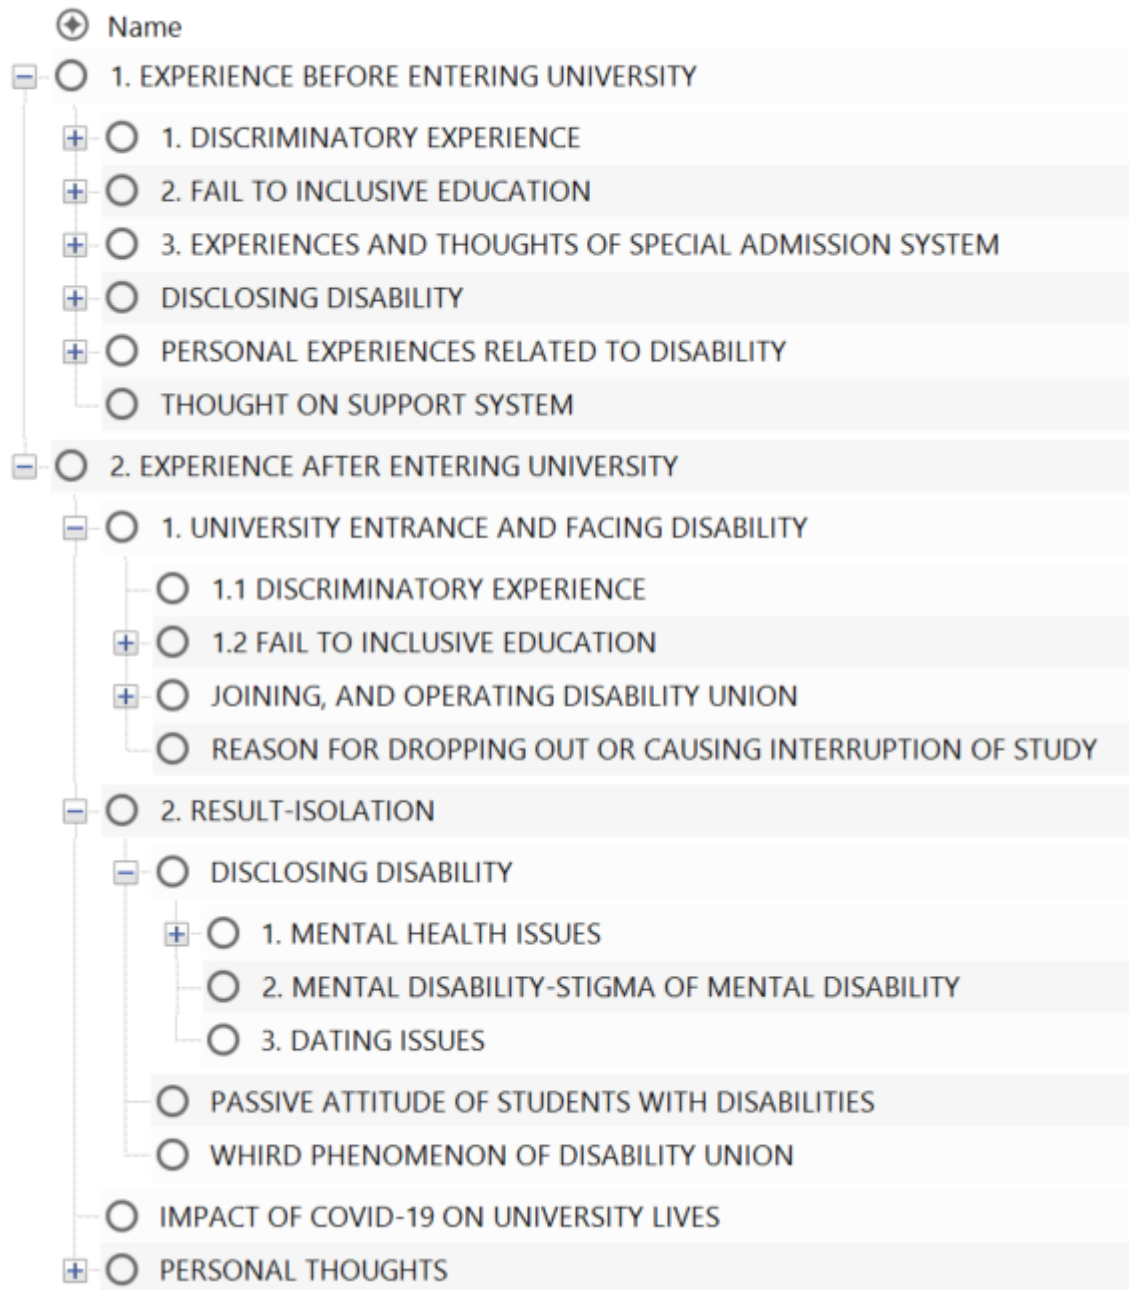 Name
1. EXPERIENCE BEFORE ENTERING UNIVERSITY
1. DISCRIMINATORY EXPERIENCE
2. FAIL TO INCLUSIVE EDUCATION
3. EXPERIENCES AND THOUGHTS OF SPECIAL ADMISSION SYSTEM
DISCLOSING DISABILITY
PERSONAL EXPERIENCES RELATED TO DISABILITY
THOUGHT ON SUPPORT SYSTEM
2. EXPERIENCE AFTER ENTERING UNIVERSITY
1. UNIVERSITY ENTRANCE AND FACING DISABILITY
1.1 DISCRIMINATORY EXPERIENCE
1.2 FAIL TO INCLUSIVE EDUCATION
JOINING, AND OPERATING DISABILITY UNION
REASON FOR DROPPING OUT OR CAUSING INTERRUPTION OF STUDY
2. RESULT-ISOLATION
DISCLOSING DISABILITY
1. MENTAL HEALTH ISSUES
2. MENTAL DISABILITY-STIGMA OF MENTAL DISABILITY
3. DATING ISSUES
PASSIVE ATTITUDE OF STUDENTS WITH DISABILITIES
WHIRD PHENOMENON OF DISABILITY UNION
IMPACT OF COVID-19 ON UNIVERSITY LIVES
PERSONAL THOUGHTS